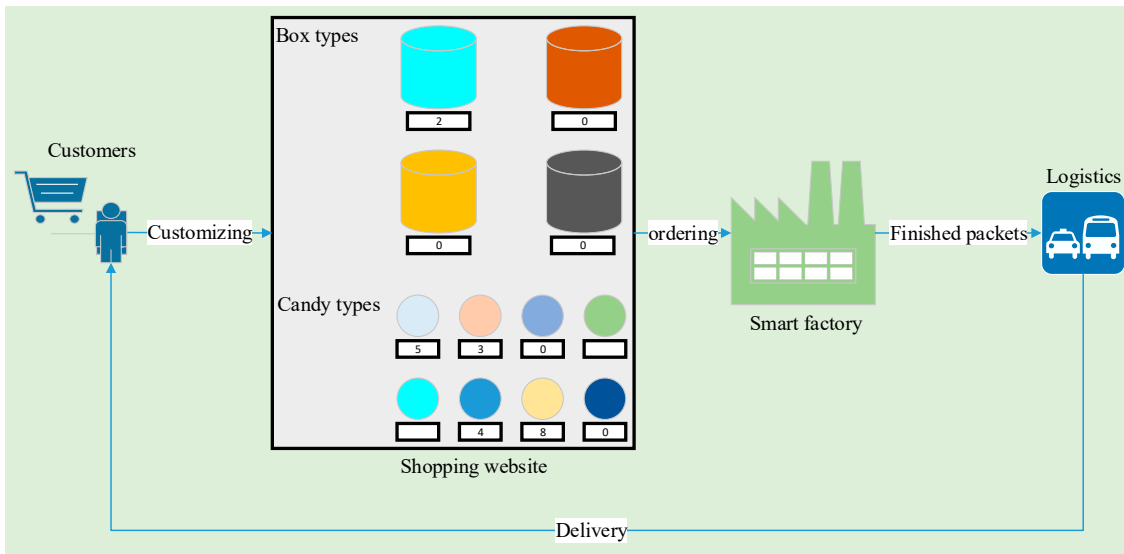 Box types
2
0
Customers
Logistics
0
0
Customizing
ordering
Finished packets
Candy types
5
3
0
Smart factory
4
8
0
Shopping website
Delivery